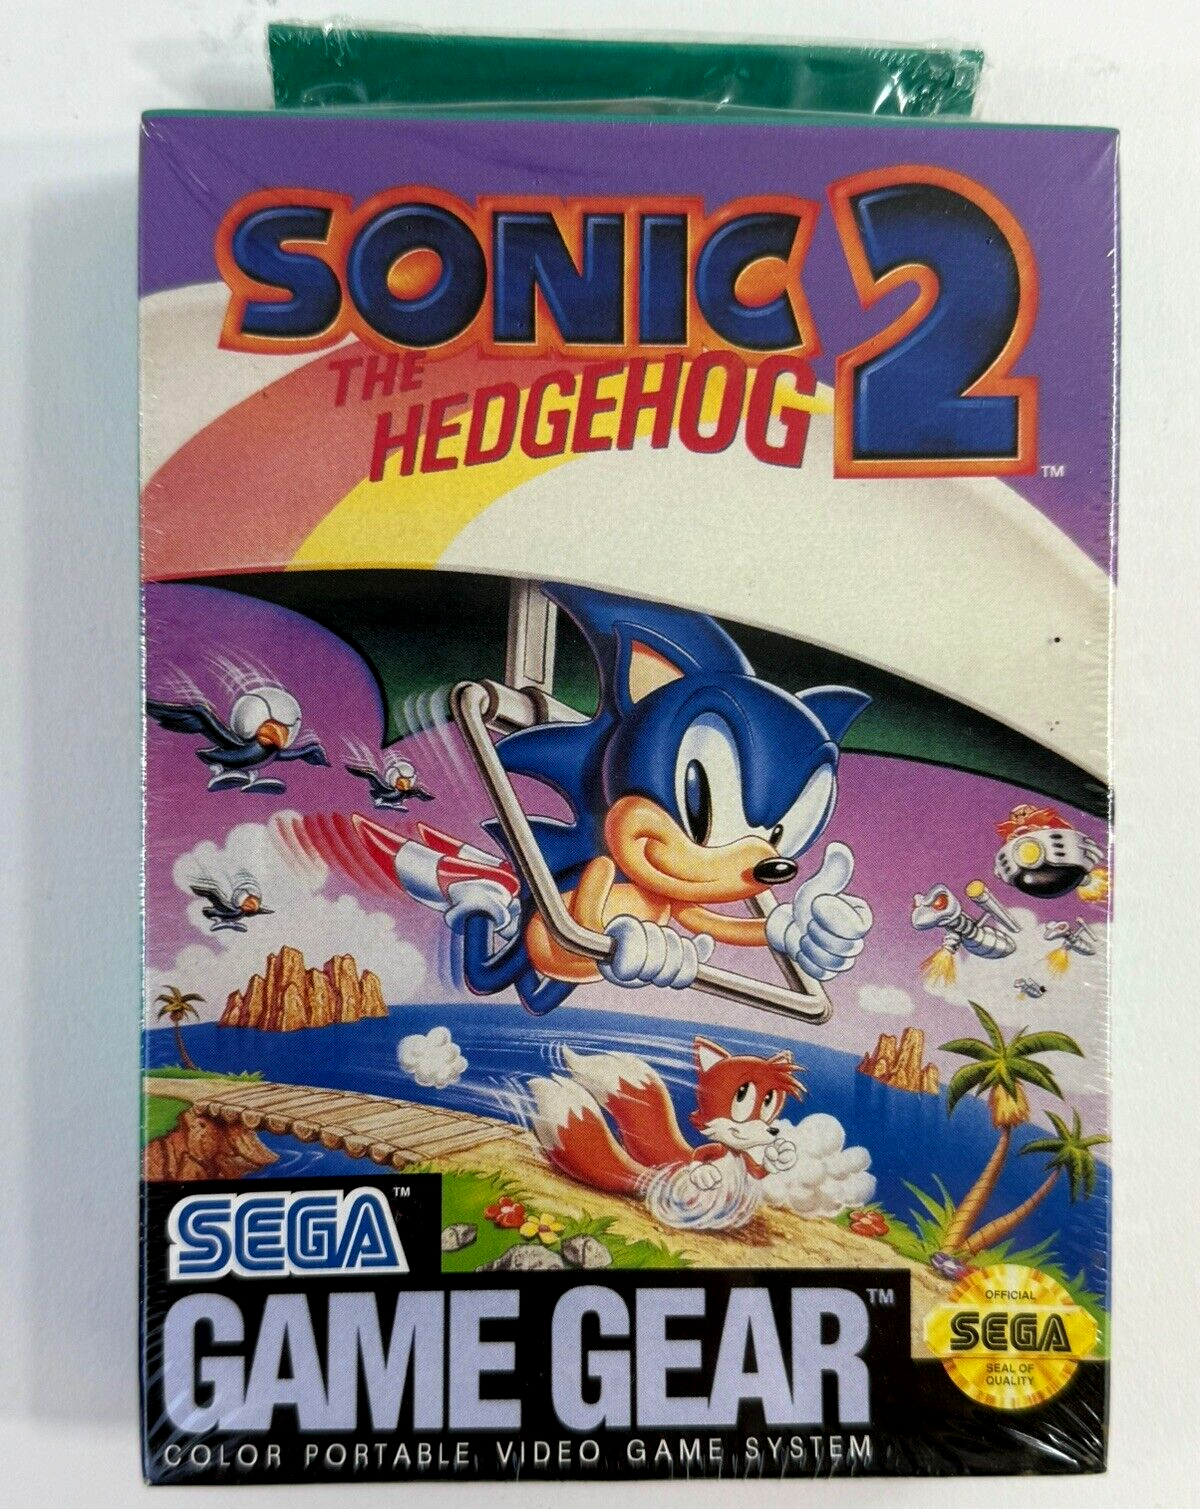 SONIC 2
THE
HEDGEHOG
TM
SEGA TM
GAME GEAR TM
COLOR PORTABLE VIDEO GAME SYSTEM
OFFICIAL
SEGA
SEAL OF
QUALITY